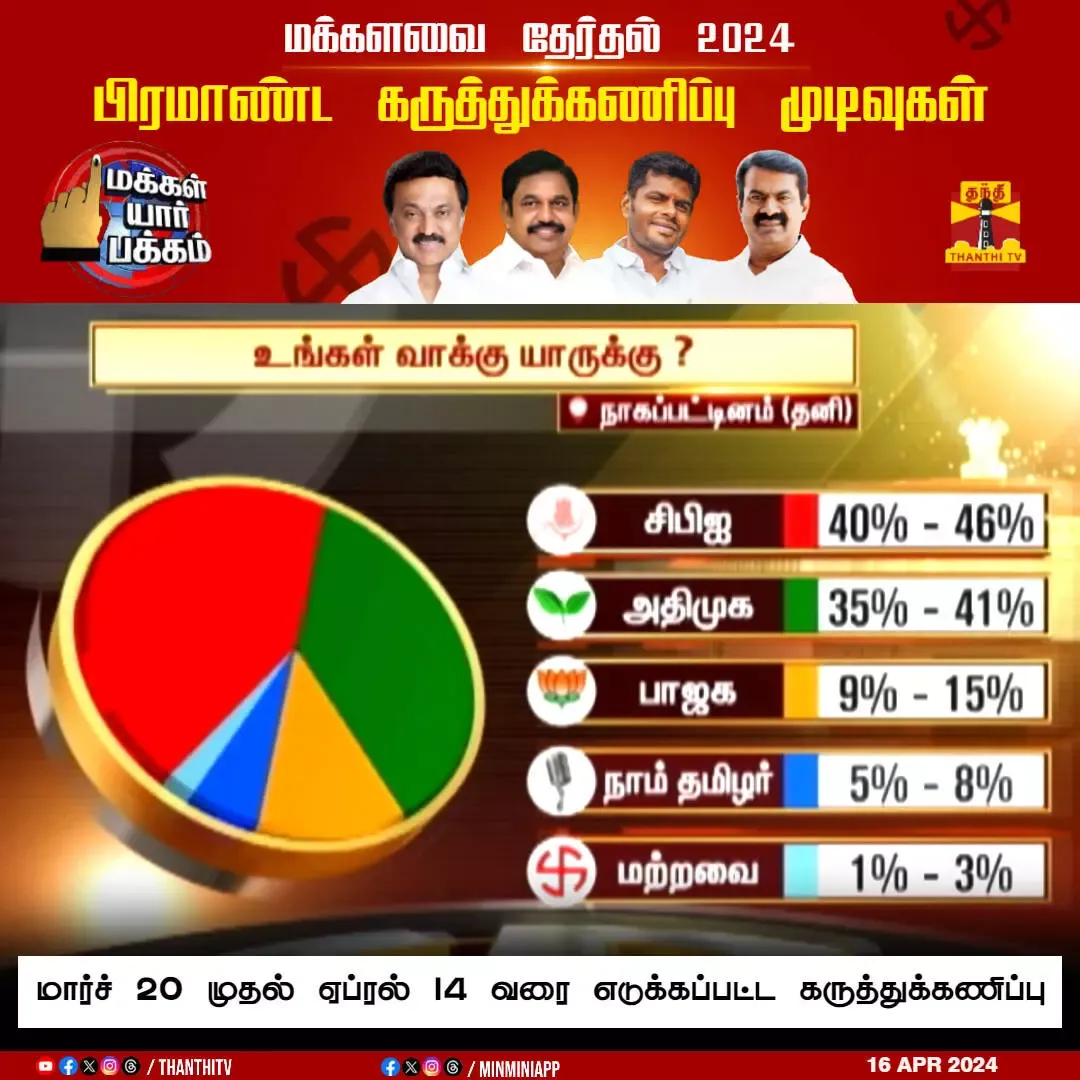 மக்களவை தேர்தல் 2024
பிரமாண்ட கருத்துக்கணிப்பு முடிவுகள்
மக்கள்
யார்
பக்கம்
தந்தி
THANTHI TV
உங்கள் வாக்கு யாருக்கு ?
நாகப்பட்டினம் (தனி)
சிபிஐ 40% - 46%
அதிமுக 35% - 41%
பாஜக 9% - 15%
நாம் தமிழர் 5% - 8%
மற்றவை 1% - 3%
மார்ச் 20 முதல் ஏப்ரல் 14 வரை எடுக்கப்பட்ட கருத்துக்கணிப்பு
/ THANTHITV / MINMINIAPP 16 APR 2024